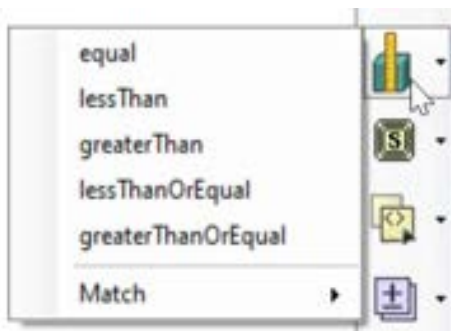 equal
lessThan
greaterThan
lessThanOrEqual
greaterThanOrEqual
Match
S